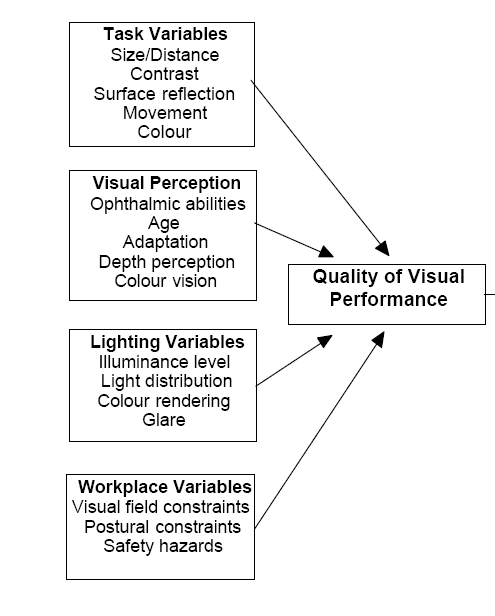 Task Variables
Size/Distance
Contrast
Surface reflection
Movement
Colour
Visual Perception
Ophthalmic abilities
Age
Adaptation
Depth perception
Colour vision
Quality of Visual
Performance
Lighting Variables
Illuminance level
Light distribution
Colour rendering
Glare
Workplace Variables
Visual field constraints
Postural constraints
Safety hazards